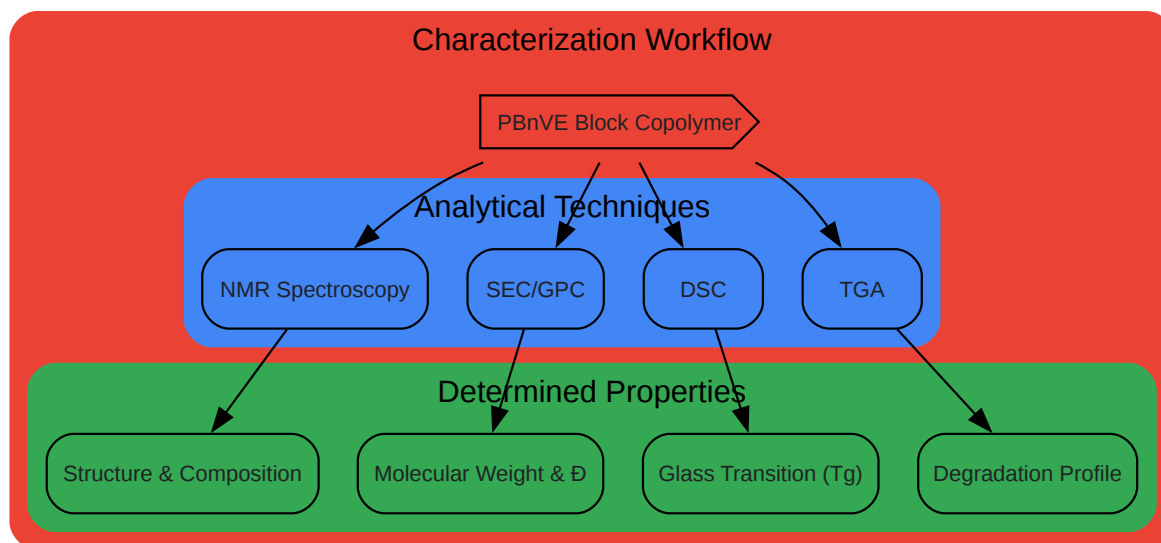 Characterization Workflow
PBnVE Block Copolymer
Analytical Techniques
NMR Spectroscopy
SEC/GPC
DSC
TGA
Determined Properties
Structure & Composition
Molecular Weight & Đ
Glass Transition (Tg)
Degradation Profile